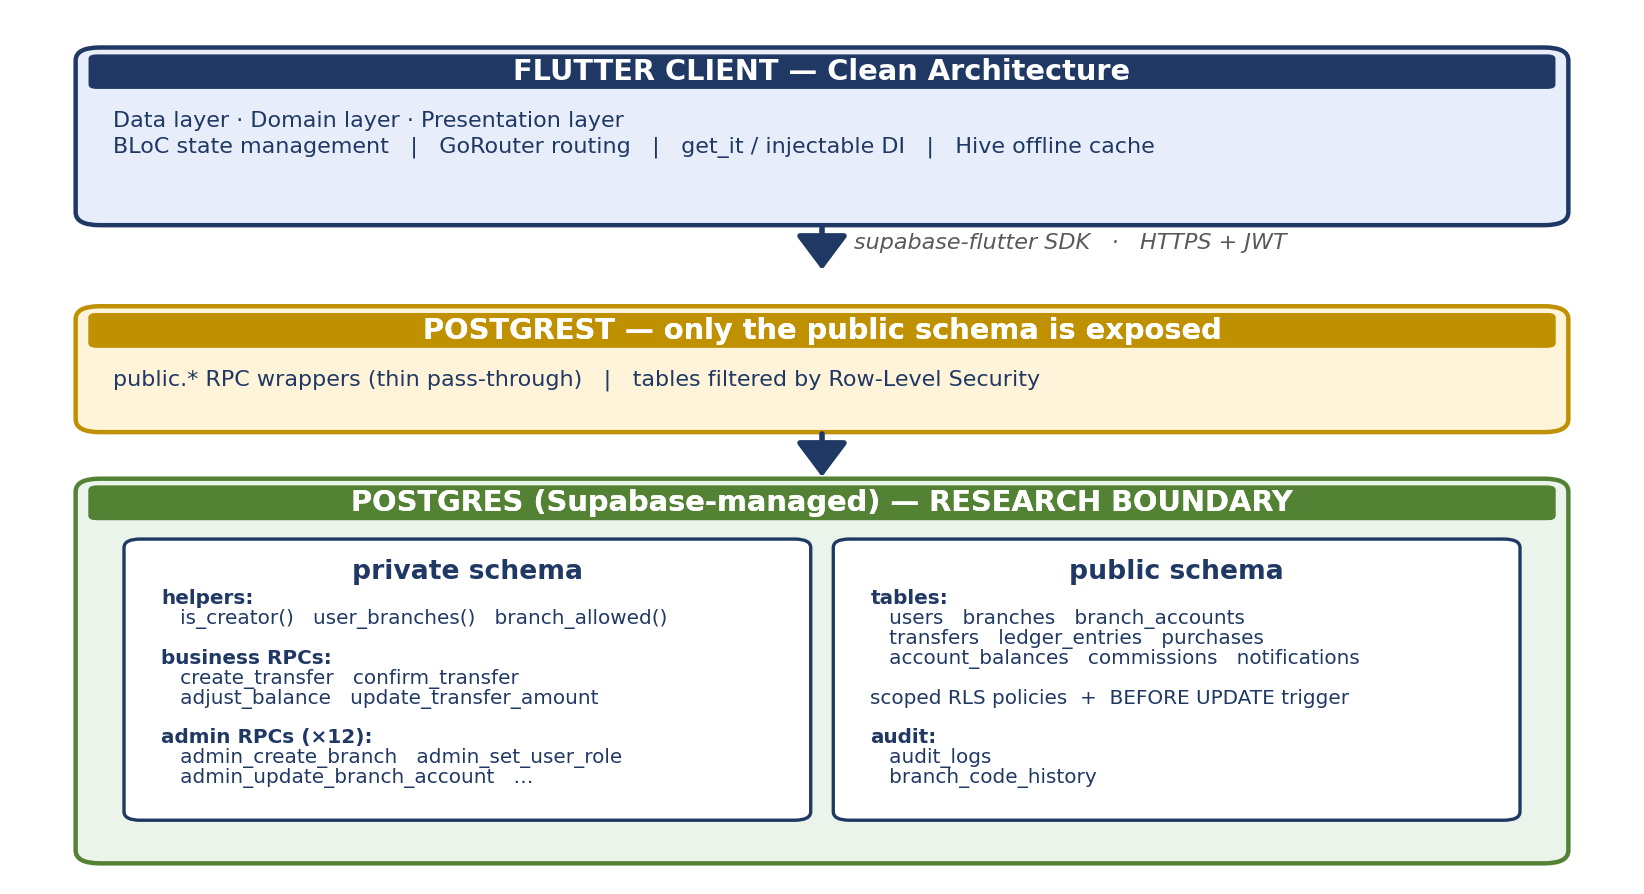 FLUTTER CLIENT — Clean Architecture
Data layer · Domain layer · Presentation layer
BLoC state management | GoRouter routing | get_it / injectable DI | Hive offline cache
supabase-flutter SDK · HTTPS + JWT
POSTGREST — only the public schema is exposed
public.* RPC wrappers (thin pass-through) | tables filtered by Row-Level Security
POSTGRES (Supabase-managed) — RESEARCH BOUNDARY
private schema
helpers:
is_creator() user_branches() branch_allowed()
business RPCs:
create_transfer confirm_transfer
adjust_balance update_transfer_amount
admin RPCs (×12):
admin_create_branch admin_set_user_role
admin_update_branch_account ...
public schema
tables:
users branches branch_accounts
transfers ledger_entries purchases
account_balances commissions notifications
scoped RLS policies + BEFORE UPDATE trigger
audit:
audit_logs
branch_code_history